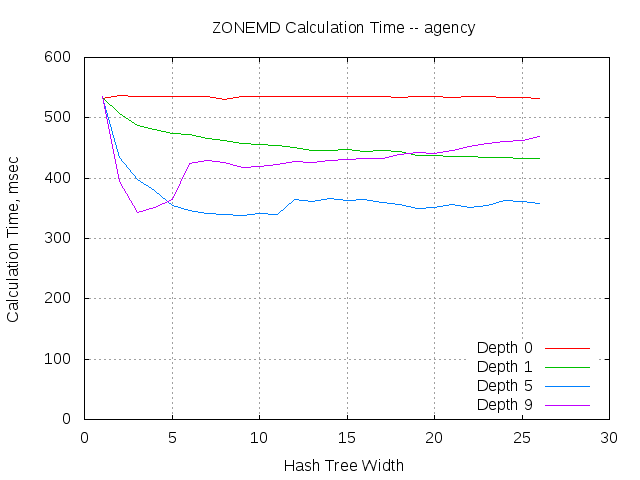 ZONEMD Calculation Time -- agency
600
500
400
300
200
100
0
Calculation Time, msec
Depth 0
Depth 1
Depth 5
Depth 9
0 5 10 15 20 25 30
Hash Tree Width